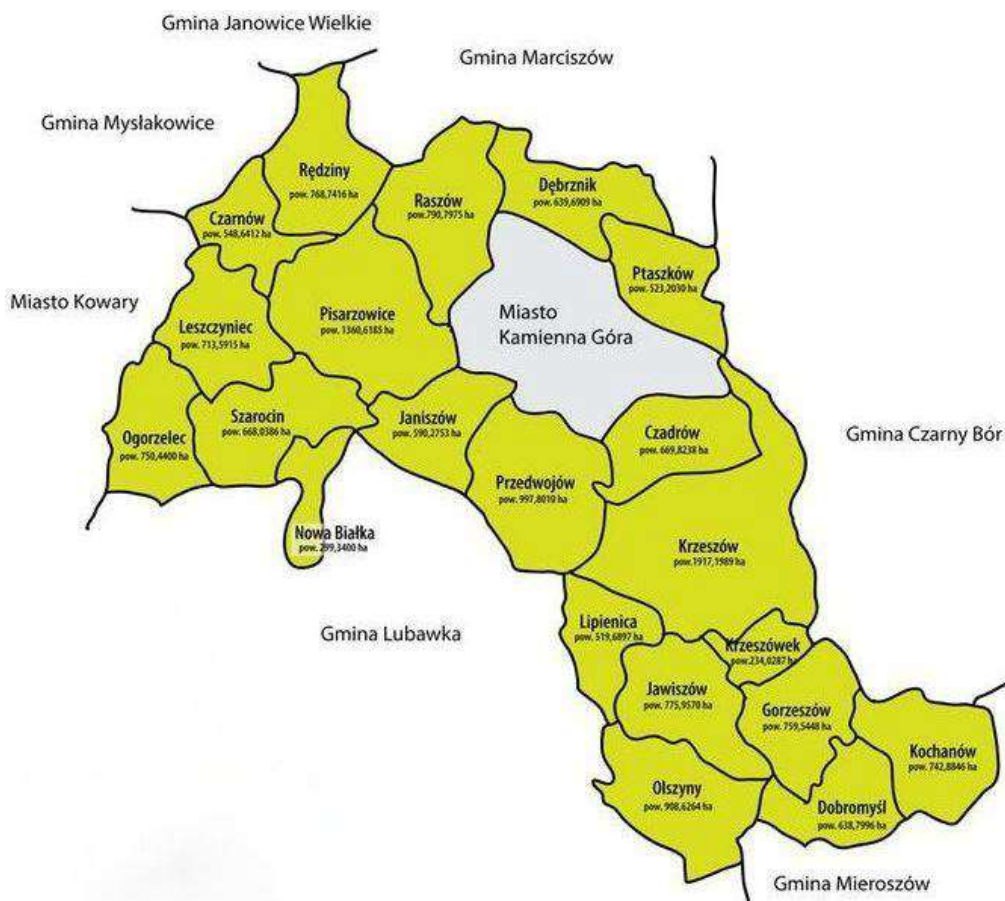 Gmina Janowice Wielkie
Gmina Marciszów
Gmina Mysłakowice
Rędziny
pow. 768,7416 ha
Dębrznik
pow. 639,6909 ha
Raszów
pow.790,7975 ha
Czarnów
pow. 548,6412 ha
Ptaszków
pow. 523,2030 ha
Miasto Kowary
Leszczyniec
pow. 713,5915 ha
Pisarzowice
pow. 1360,6185 ha
Miasto
Kamienna Góra
Ogorzelec
pow. 750,4400 ha
Szarocin
pow. 668,0386 ha
Janiszów
pow. 590,2753 ha
Czadrów
pow. 669,8238 ha
Gmina Czarny Bór
Przedwojów
pow. 997,8010 ha
Nowa Białka
pow. 299,3400 ha
Krzeszów
pow.1917,1989 ha
Gmina Lubawka
Lipienica
pow. 519,6897 ha
Krzeszówek
pow.234,0287 ha
Jawiszów
pow. 775,9570 ha
Gorzeszów
pow. 759,5448 ha
Kochanów
pow. 742,8846 ha
Olszyny
pow. 908,6264 ha
Dobromyśl
pow. 638,7996 ha
Gmina Mieroszów